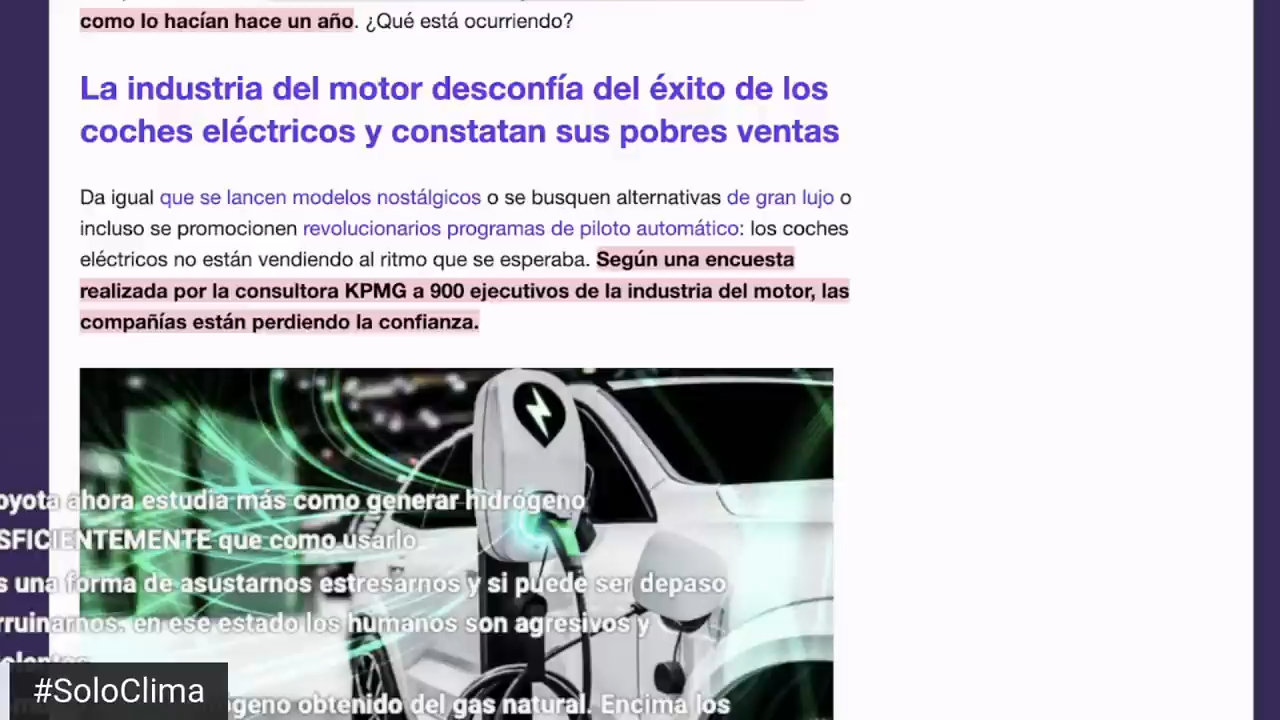 como lo hacían hace un año. ¿Qué está ocurriendo?
La industria del motor desconfía del éxito de los
coches eléctricos y constatan sus pobres ventas
Da igual que se lancen modelos nostálgicos o se busquen alternativas de gran lujo o
incluso se promocionen revolucionarios programas de piloto automático: los coches
eléctricos no están vendiendo al ritmo que se esperaba. Según una encuesta
realizada por la consultora KPMG a 900 ejecutivos de la industria del motor, las
compañías están perdiendo la confianza.
oyota ahora estudia más como generar hidrógeno
SFICIENTEMENTE que como usarlo
s una forma de asustarnos estresarnos y si puede ser depaso
rruinarnos. en ese estado los humanos son agresivos y
#SoloClima
geno obtenido del gas natural. Encima los